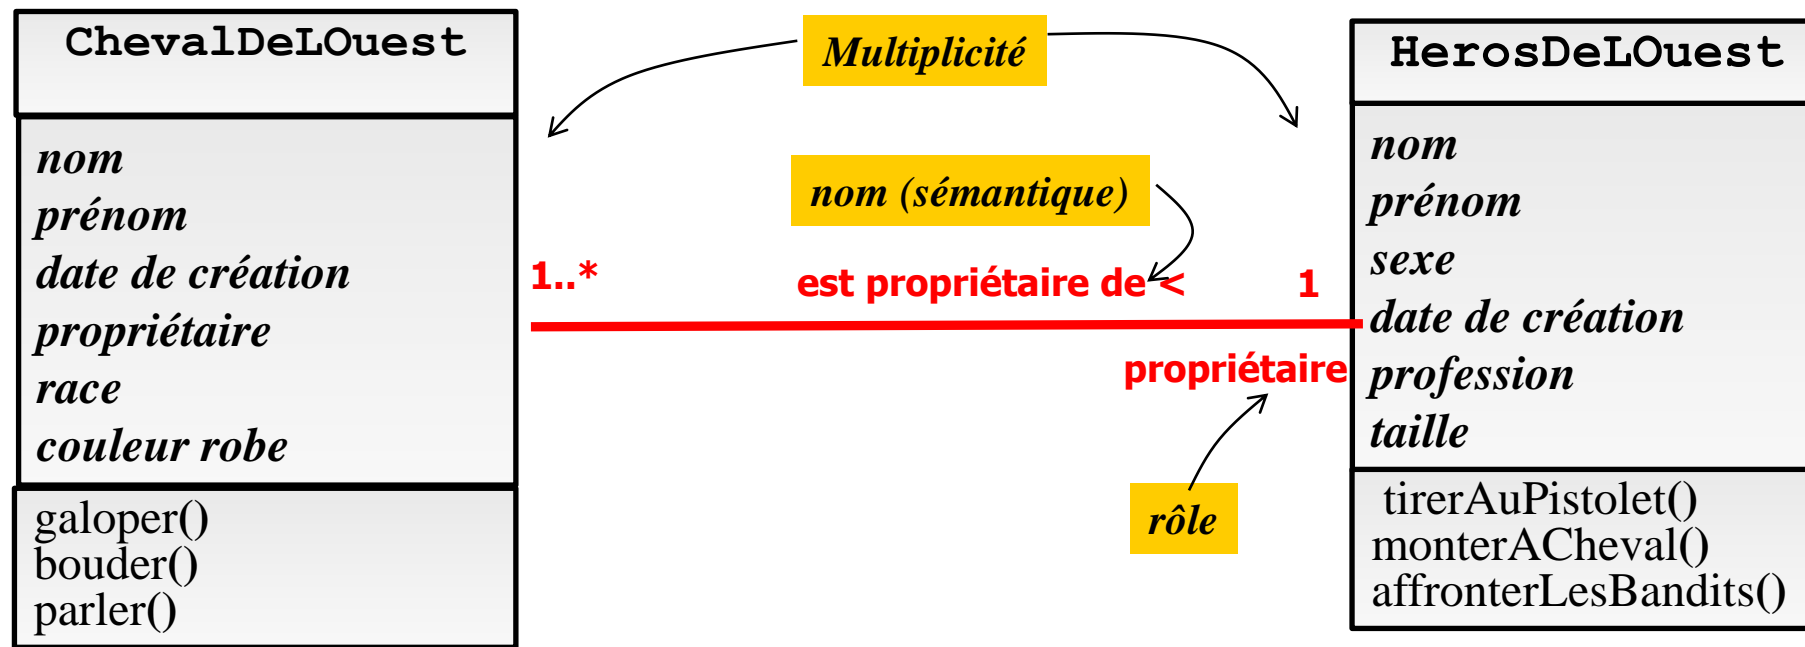 ChevalDeLOuest
nom
prénom
date de création
propriétaire
race
couleur robe
galoper()
bouder()
parler()
Multiplicité
nom (sémantique)
1..*
est propriétaire de <
1
propriétaire
rôle
HerosDeLOuest
nom
prénom
sexe
date de création
profession
taille
tirerAuPistolet()
monterACheval()
affronterLesBandits()